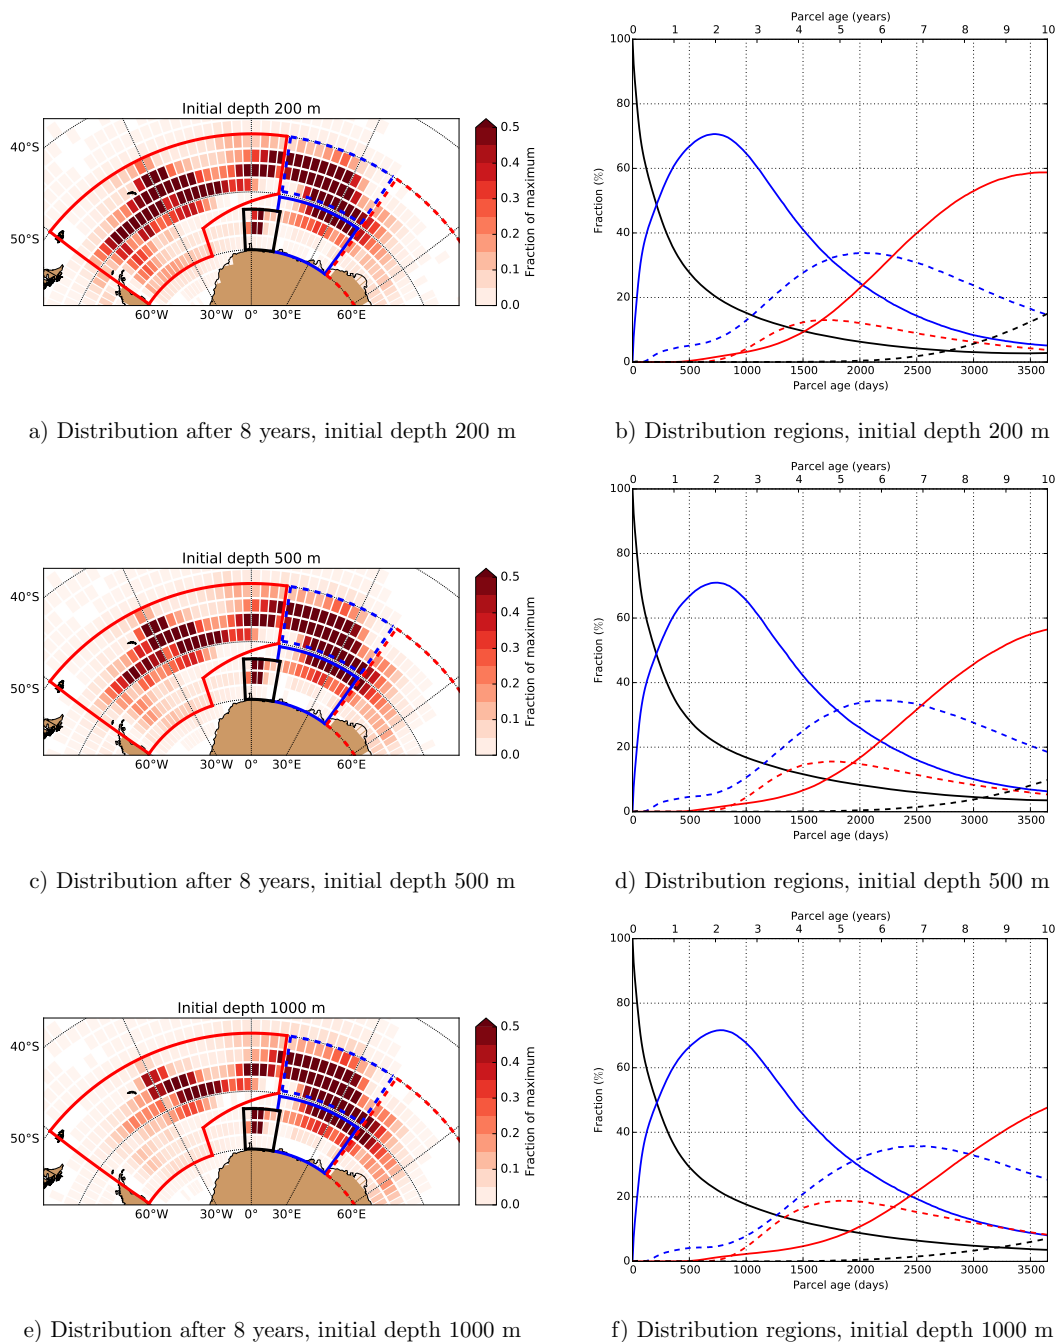 Initial depth 200 m
40°S
50°S
60°W
30°W
0°
30°E
60°E
0.5
0.4
0.3
0.2
0.1
0.0
Fraction of maximum
Parcel age (years)
0 1 2 3 4 5 6 7 8 9 10
100
80
60
40
20
0
Fraction (%)
0 500 1000 1500 2000 2500 3000 3500
Parcel age (days)
a) Distribution after 8 years, initial depth 200 m
b) Distribution regions, initial depth 200 m
Initial depth 500 m
40°S
50°S
60°W
30°W
0°
30°E
60°E
0.5
0.4
0.3
0.2
0.1
0.0
Fraction of maximum
Parcel age (years)
0 1 2 3 4 5 6 7 8 9 10
100
80
60
40
20
0
Fraction (%)
0 500 1000 1500 2000 2500 3000 3500
Parcel age (days)
c) Distribution after 8 years, initial depth 500 m
d) Distribution regions, initial depth 500 m
Initial depth 1000 m
40°S
50°S
60°W
30°W
0°
30°E
60°E
0.5
0.4
0.3
0.2
0.1
0.0
Fraction of maximum
Parcel age (years)
0 1 2 3 4 5 6 7 8 9 10
100
80
60
40
20
0
Fraction (%)
0 500 1000 1500 2000 2500 3000 3500
Parcel age (days)
e) Distribution after 8 years, initial depth 1000 m
f) Distribution regions, initial depth 1000 m